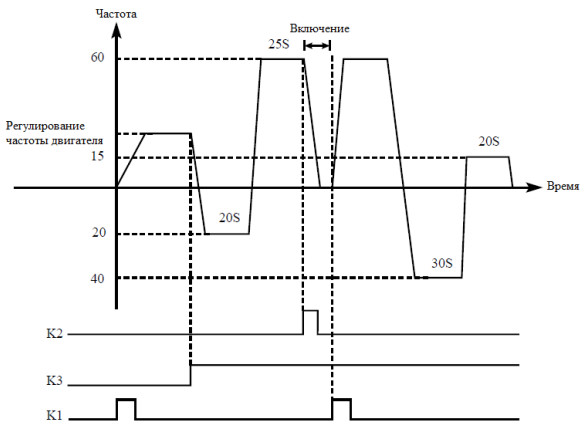 Частота
Включение
25S
60
Регулирование
частоты двигателя
15
20S
Время
20S
20
30S
40
K2
K3
K1